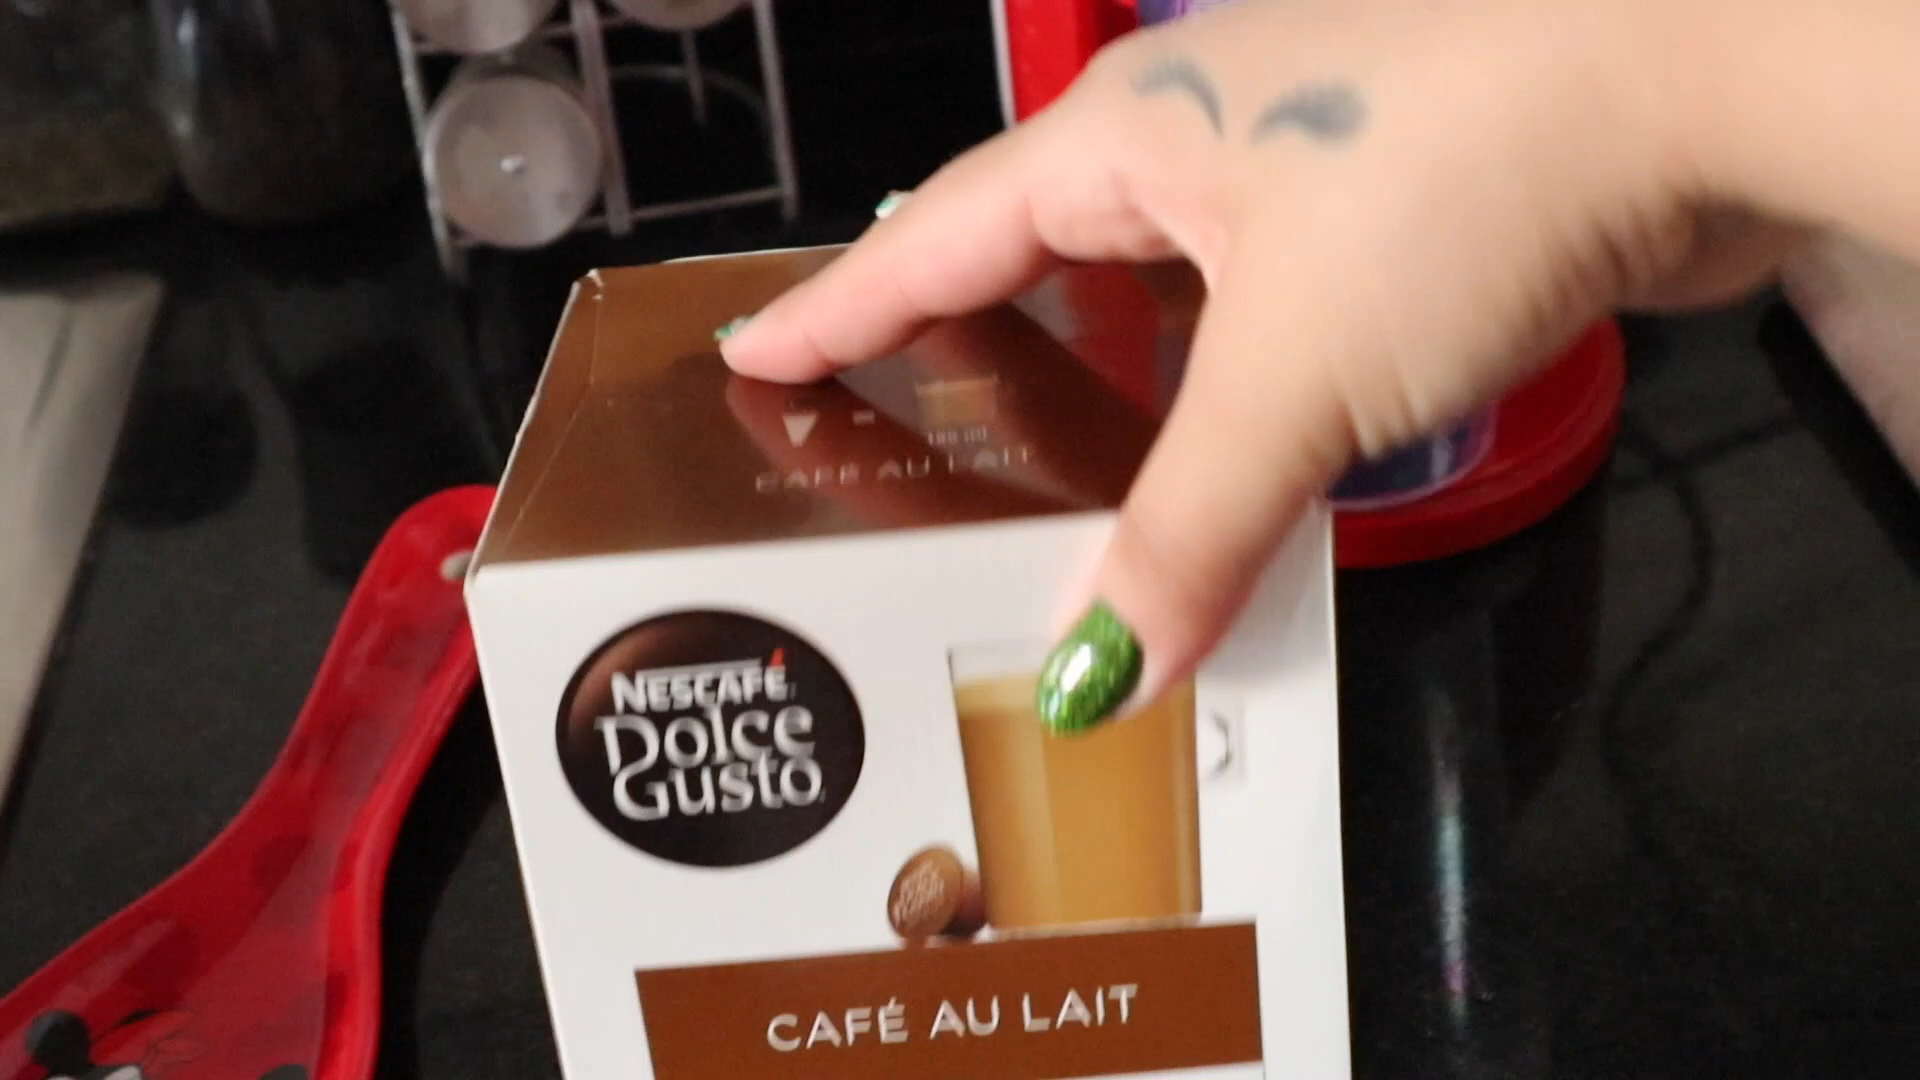 CAFÉ AU LAIT
NESCAFÉ
Dolce
Gusto
CAFÉ AU LAIT